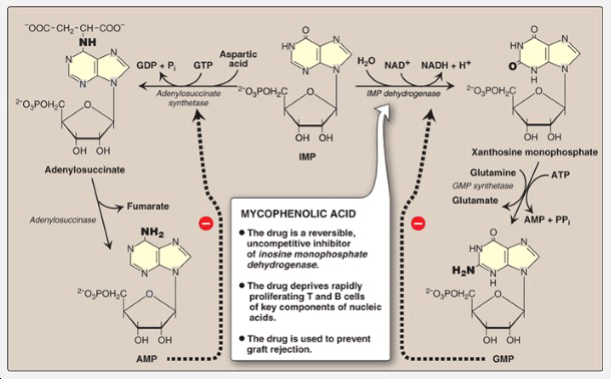 ⁻OOC-CH₂-CH-COO⁻
NH
N
N
N
N
GDP + Pᵢ
GTP
Aspartic
acid
Adenylosuccinate
synthetase
²⁻O₃POH₂C
O
OH OH
Adenylosuccinate
O
HN
N
N
N
²⁻O₃POH₂C
O
OH OH
IMP
H₂O
NAD⁺
NADH + H⁺
IMP dehydrogenase
O
HN
O
N
H
N
N
²⁻O₃POH₂C
O
OH OH
Xanthosine monophosphate
Adenylosuccinase
Fumarate
NH₂
N
N
N
N
²⁻O₃POH₂C
O
OH OH
AMP
MYCOPHENOLIC ACID
● The drug is a reversible,
uncompetitive inhibitor
of inosine monophosphate
dehydrogenase.
● The drug deprives rapidly
proliferating T and B cells
of key components of nucleic
acids.
● The drug is used to prevent
graft rejection.
Glutamine
ATP
GMP synthetase
Glutamate
AMP + PPᵢ
O
HN
H₂N
N
H
N
N
²⁻O₃POH₂C
O
OH OH
GMP